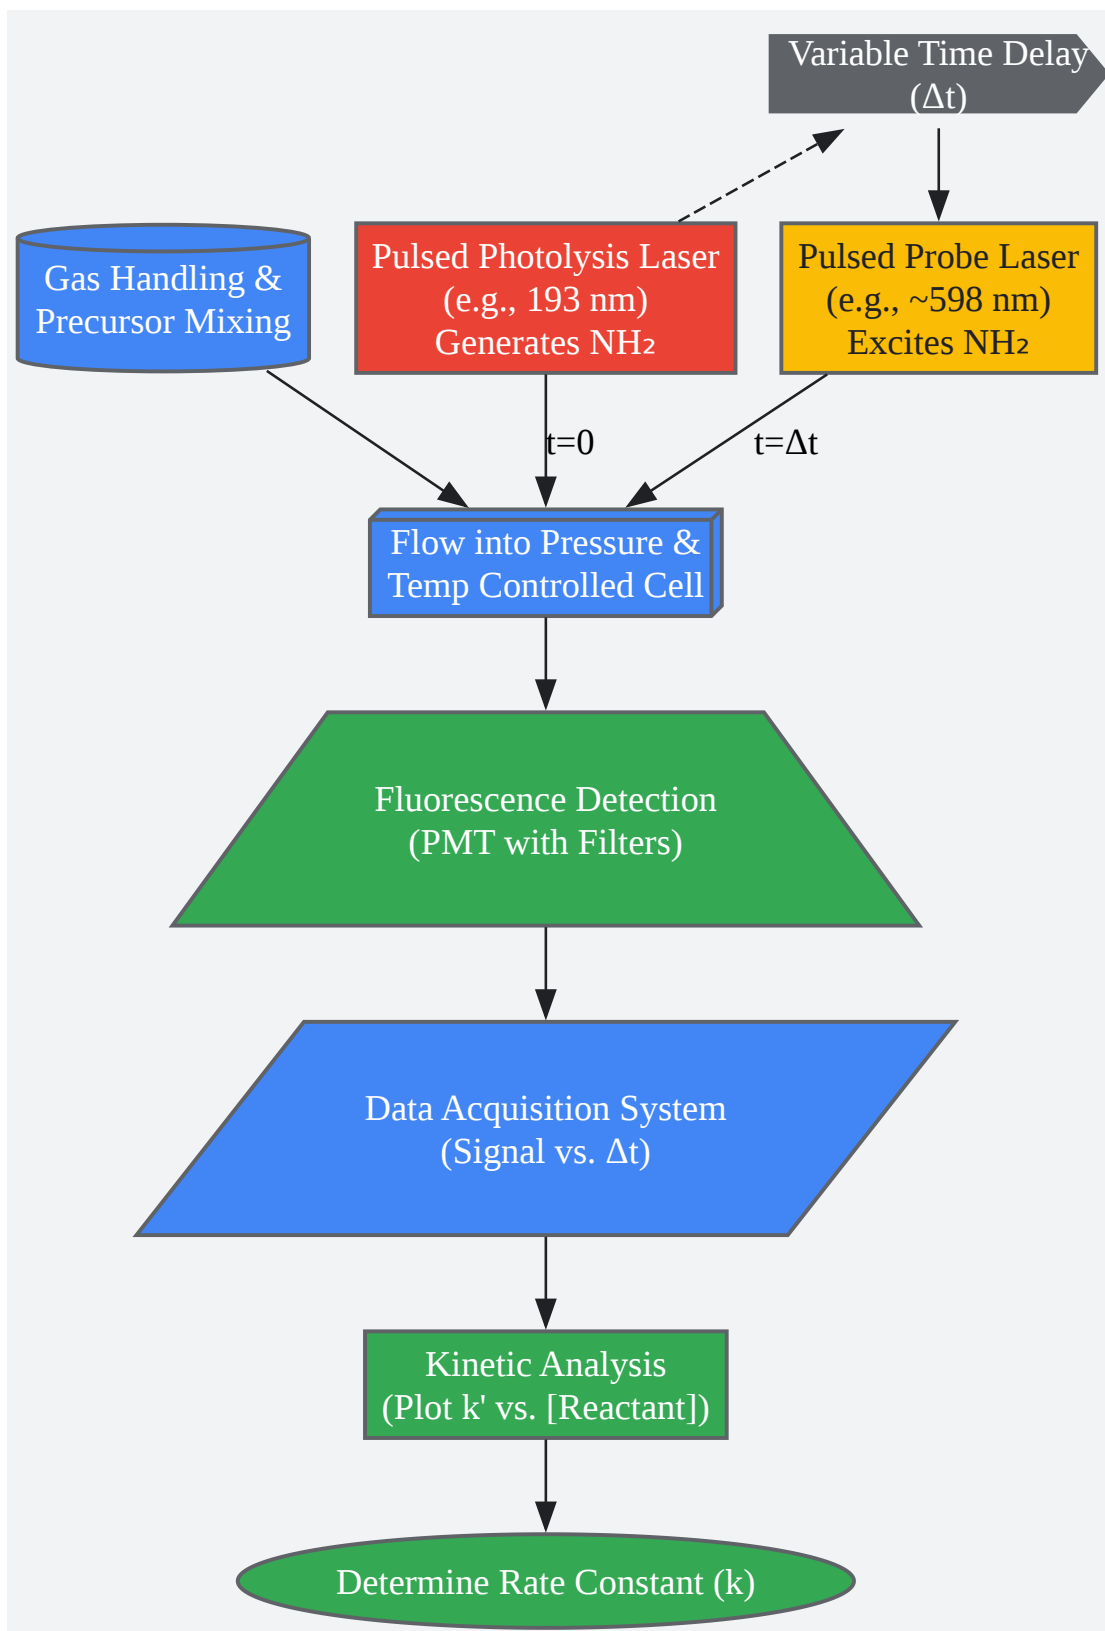 Variable Time Delay
(Δt)
Gas Handling &
Precursor Mixing
Pulsed Photolysis Laser
(e.g., 193 nm)
Generates NH₂
Pulsed Probe Laser
(e.g., ~598 nm)
Excites NH₂
t=0
t=Δt
Flow into Pressure &
Temp Controlled Cell
Fluorescence Detection
(PMT with Filters)
Data Acquisition System
(Signal vs. Δt)
Kinetic Analysis
(Plot k' vs. [Reactant])
Determine Rate Constant (k)